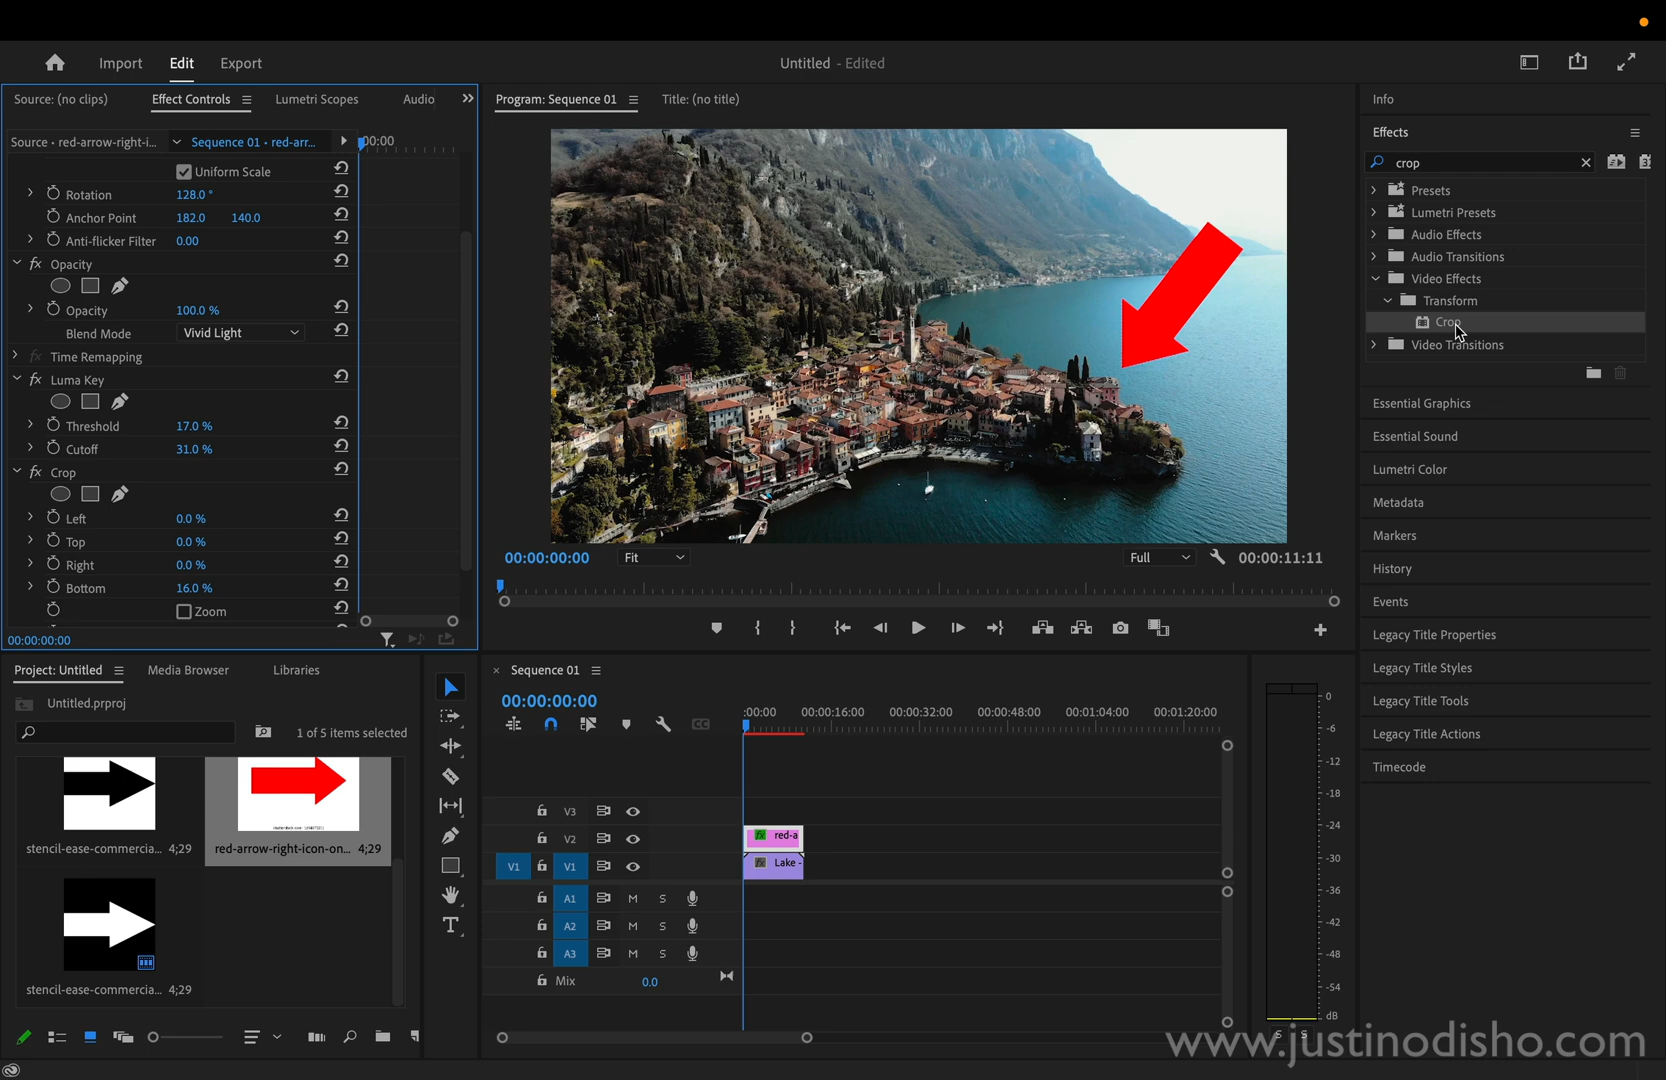 Import
Edit
Export
Untitled - Edited
Source: (no clips)
Effect Controls
Lumetri Scopes
Audio
Source • red-arrow-right-i...
Sequence 01 • red-arr...
00:00
Uniform Scale
Rotation 128.0 °
Anchor Point 182.0 140.0
Anti-flicker Filter 0.00
fx Opacity
Opacity 100.0 %
Blend Mode Vivid Light
fx Time Remapping
fx Luma Key
Threshold 17.0 %
Cutoff 31.0 %
fx Crop
Left 0.0 %
Top 0.0 %
Right 0.0 %
Bottom 16.0 %
Zoom
00:00:00:00
Program: Sequence 01
Title: (no title)
00:00:00:00
Fit
Full
00:00:11:11
Info
Effects
crop
Presets
Lumetri Presets
Audio Effects
Audio Transitions
Video Effects
Transform
Crop
Video Transitions
Essential Graphics
Essential Sound
Lumetri Color
Metadata
Markers
History
Events
Legacy Title Properties
Legacy Title Styles
Legacy Title Tools
Legacy Title Actions
Timecode
Project: Untitled
Media Browser
Libraries
Untitled.prproj
1 of 5 items selected
stencil-ease-commercia... 4;29
red-arrow-right-icon-on... 4;29
stencil-ease-commercia... 4;29
Sequence 01
00:00:00:00
:00:00
00:00:16:00
00:00:32:00
00:00:48:00
00:01:04:00
00:01:20:00
V3
V2
fx red-a
V1 V1
fx Lake -
A1 M S
A2 M S
A3 M S
Mix 0.0
0
-6
-12
-18
-24
-30
-36
-42
-48
-54
dB
S S
www.justinodisho.com